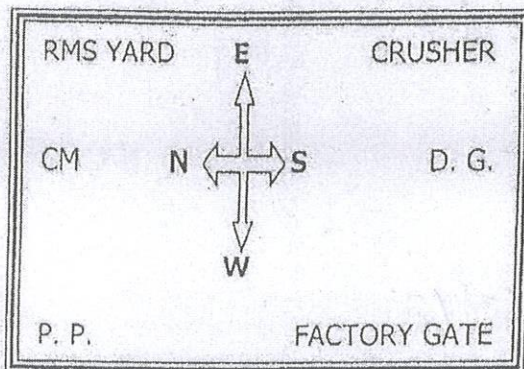 RMS YARD E CRUSHER
CM N S D. G.
W
P. P. FACTORY GATE